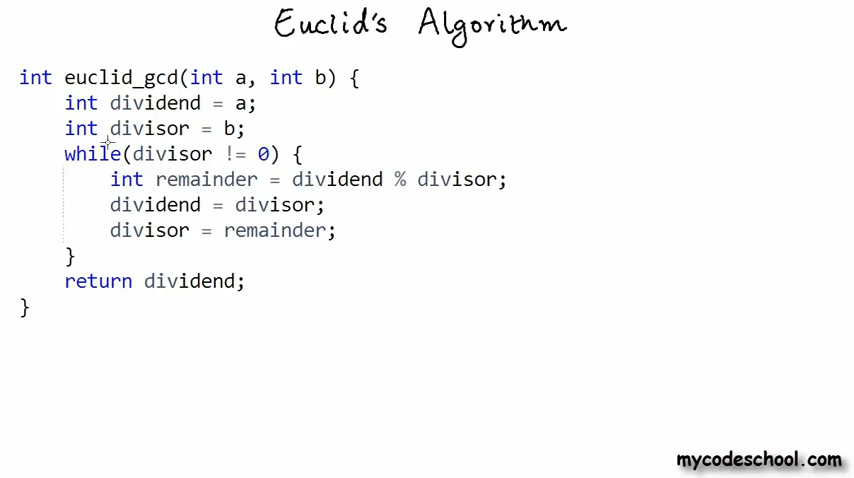 Euclid's Algorithm
int euclid_gcd(int a, int b) {
    int dividend = a;
    int divisor = b;
    while(divisor != 0) {
        int remainder = dividend % divisor;
        dividend = divisor;
        divisor = remainder;
    }
    return dividend;
}
mycodeschool.com